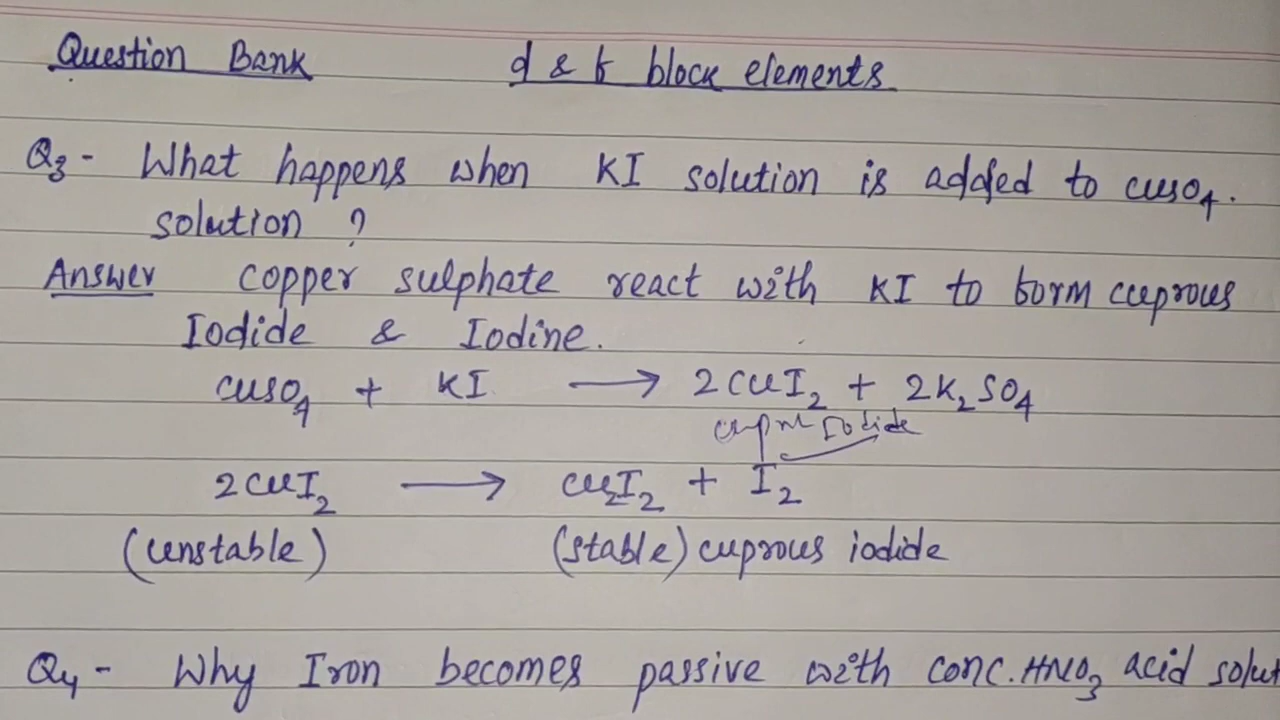 Question Bank d & f block elements
Q3- What happens when KI solution is added to CuSO4.
solution ?
Answer Copper sulphate react with KI to form cuprous
Iodide & Iodine.
CuSO4 + KI → 2CuI2 + 2K2SO4
cupric Iodide
2CuI2 → Cu2I2 + I2
(unstable) (stable) cuprous iodide
Q4- Why Iron becomes passive with conc. HNO3 acid solut